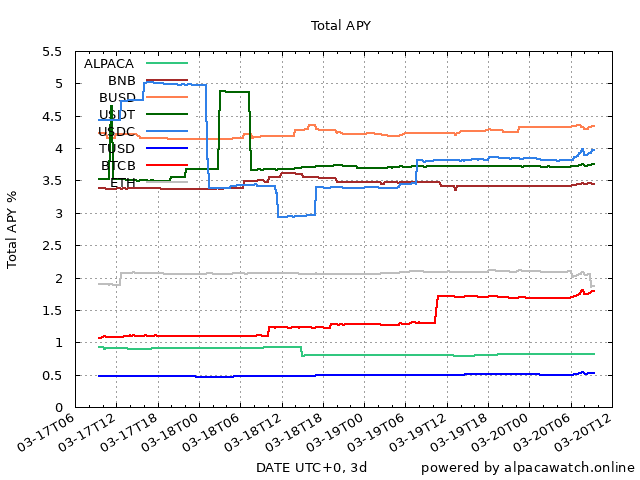 Total APY
Total APY %
5.5
5
4.5
4
3.5
3
2.5
2
1.5
1
0.5
0
ALPACA
BNB
BUSD
USDT
USDC
TUSD
BTCB
ETH
03-17T06
03-17T12
03-17T18
03-18T00
03-18T06
03-18T12
03-18T18
03-19T00
03-19T06
03-19T12
03-19T18
03-20T00
03-20T06
03-20T12
DATE UTC+0, 3d
powered by alpacawatch.online